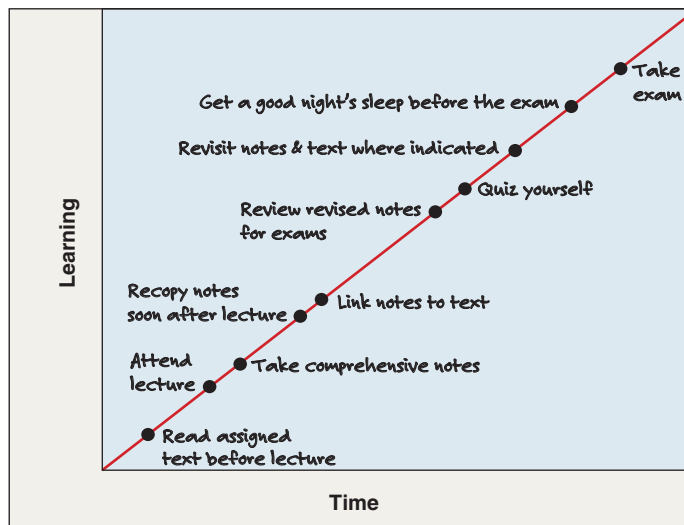 Take
exam
Get a good night's sleep before the exam
Revisit notes & text where indicated
Quiz yourself
Review revised notes
for exams
Learning
Recopy notes
soon after lecture
Link notes to text
Attend
lecture
Take comprehensive notes
Read assigned
text before lecture
Time